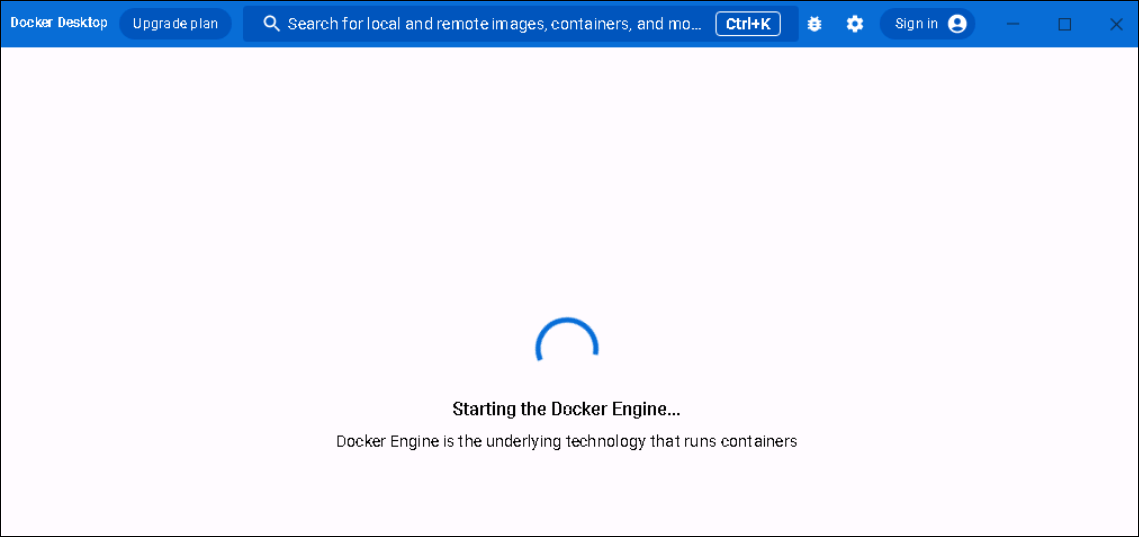 Docker Desktop Upgrade plan Search for local and remote images, containers, and mo... Ctrl+K Sign in
Starting the Docker Engine...
Docker Engine is the underlying technology that runs containers